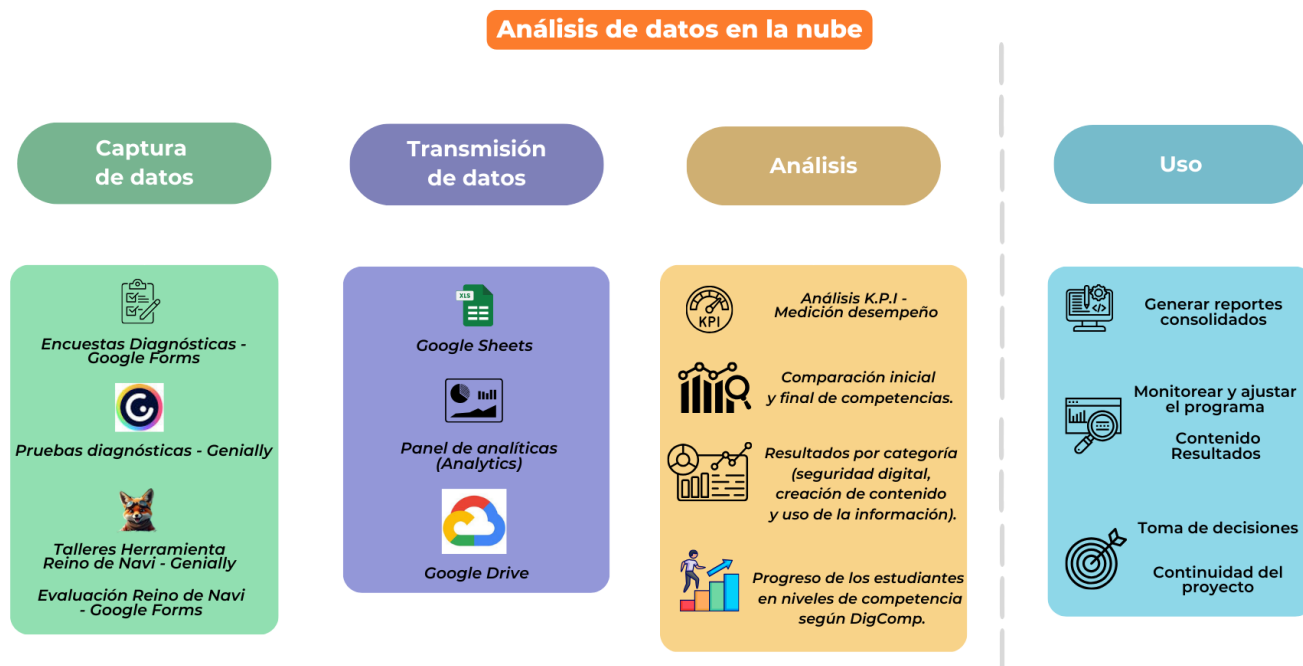 Análisis de datos en la nube
Captura
de datos
Encuestas Diagnósticas -
Google Forms
Pruebas diagnósticas - Genially
Talleres Herramienta
Reino de Navi - Genially
Evaluación Reino de Navi
- Google Forms
Transmisión
de datos
XLS
Google Sheets
Panel de analíticas
(Analytics)
Google Drive
Análisis
KPI
Análisis K.P.I -
Medición desempeño
Comparación inicial
y final de competencias.
Resultados por categoría
(seguridad digital,
creación de contenido
y uso de la información).
Progreso de los estudiantes
en niveles de competencia
según DigComp.
Uso
Generar reportes
consolidados
Monitorear y ajustar
el programa
Contenido
Resultados
Toma de decisiones
Continuidad del
proyecto